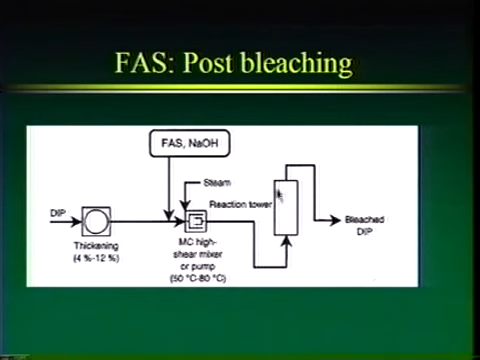 FAS: Post bleaching
FAS, NaOH
Steam
DIP
Reaction tower
Bleached
DIP
Thickening
(4 %-12 %)
MC high-
shear mixer
or pump
(50 °C-80 °C)